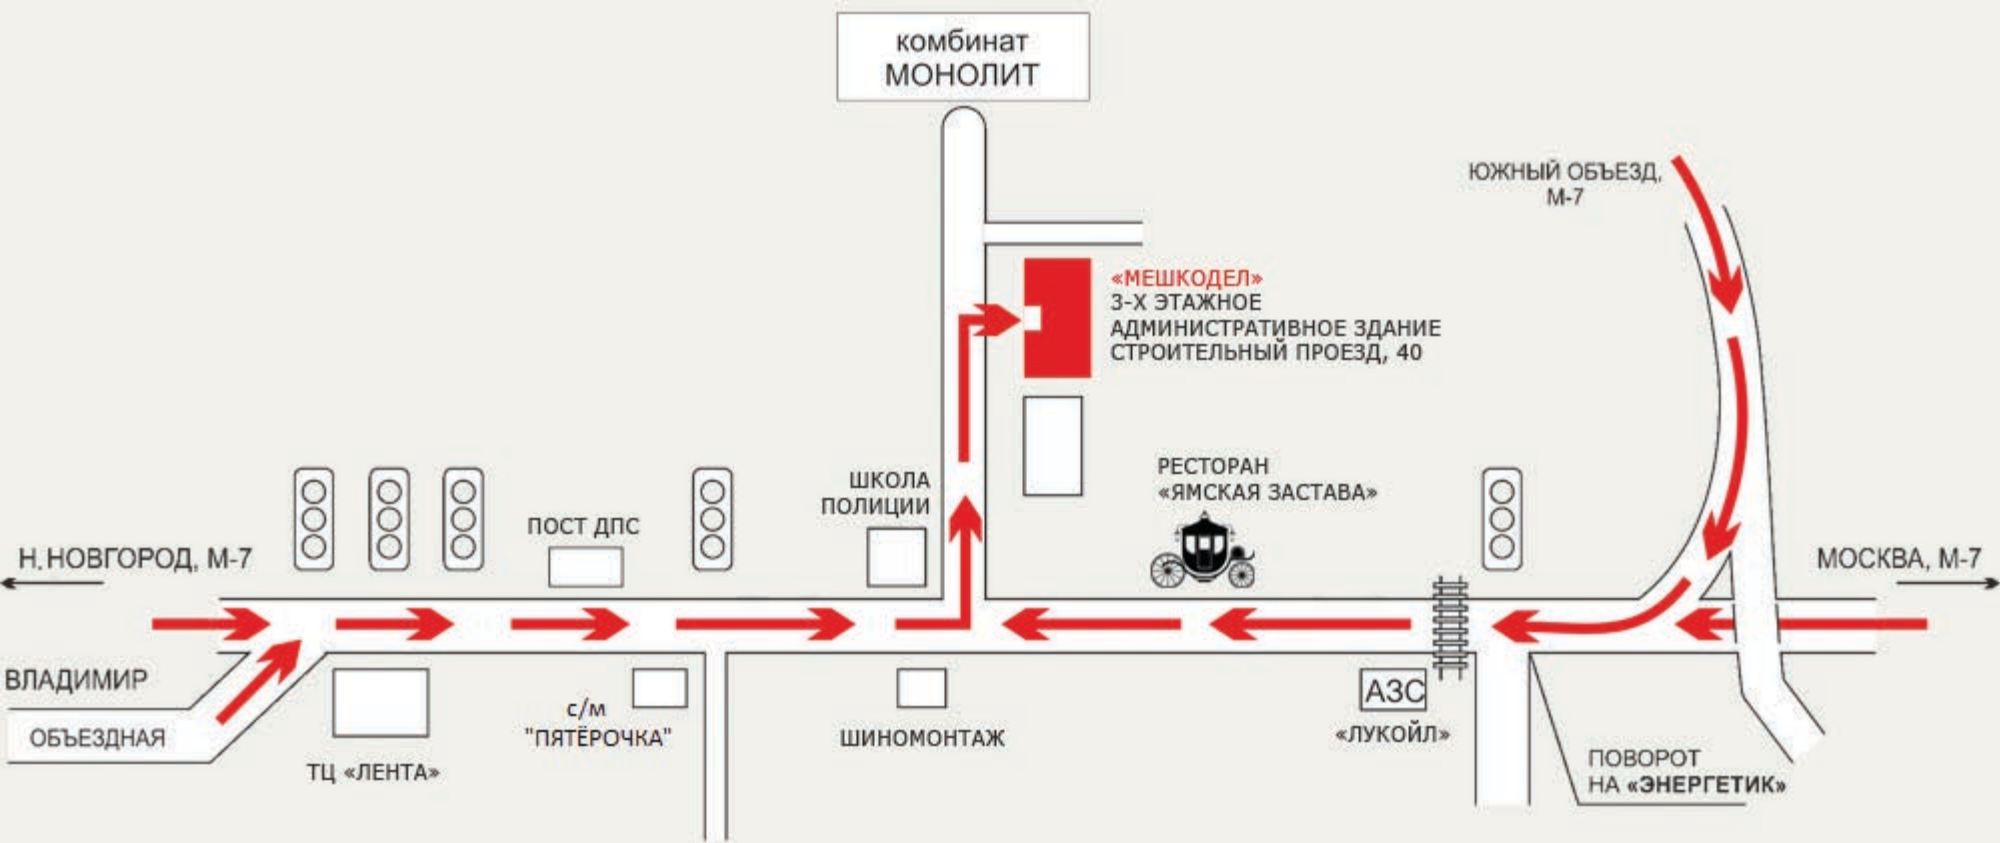 комбинат
МОНОЛИТ
ЮЖНЫЙ ОБЪЕЗД,
М-7
«МЕШКОДЕЛ»
3-Х ЭТАЖНОЕ
АДМИНИСТРАТИВНОЕ ЗДАНИЕ
СТРОИТЕЛЬНЫЙ ПРОЕЗД, 40
РЕСТОРАН
«ЯМСКАЯ ЗАСТАВА»
ШКОЛА
ПОЛИЦИИ
ПОСТ ДПС
Н.НОВГОРОД, М-7
МОСКВА, М-7
ВЛАДИМИР
ОБЪЕЗДНАЯ
ТЦ «ЛЕНТА»
с/м
"ПЯТЁРОЧКА"
ШИНОМОНТАЖ
АЗС
«ЛУКОЙЛ»
ПОВОРОТ
НА «ЭНЕРГЕТИК»